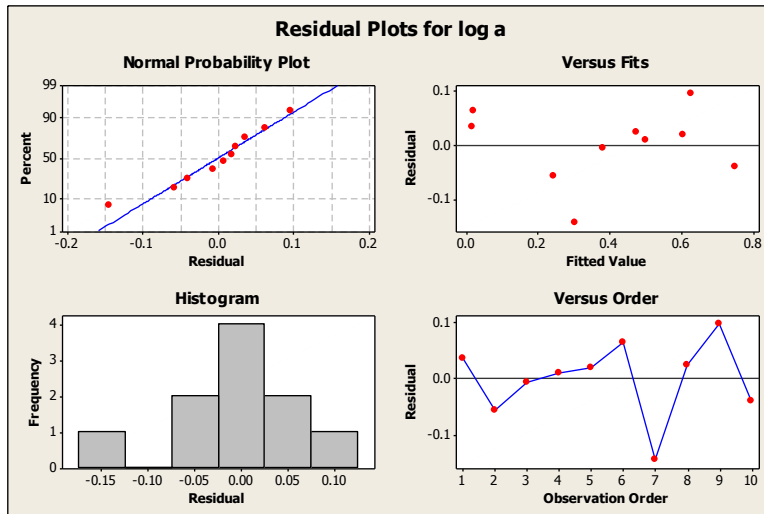 Residual Plots for log a
Normal Probability Plot
99
90
50
10
1
Percent
-0.2 -0.1 0.0 0.1 0.2
Residual
Versus Fits
0.1
0.0
-0.1
Residual
0.0 0.2 0.4 0.6 0.8
Fitted Value
Histogram
4
3
2
1
0
Frequency
-0.15 -0.10 -0.05 0.00 0.05 0.10
Residual
Versus Order
0.1
0.0
-0.1
Residual
1 2 3 4 5 6 7 8 9 10
Observation Order